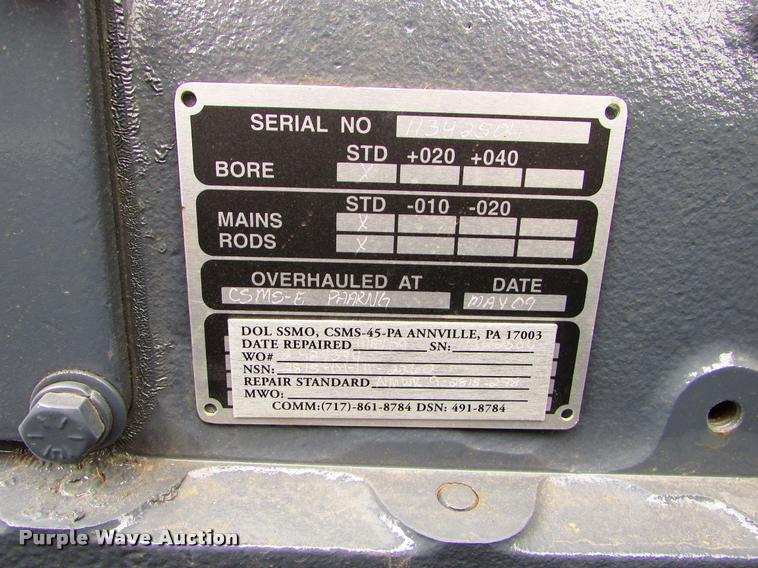 SERIAL NO
STD +020 +040
BORE X
STD -010 -020
MAINS X
RODS X
OVERHAULED AT DATE
CSMS-E PAARNG MAY 09
DOL SSMO, CSMS-45-PA ANNVILLE, PA 17003
DATE REPAIRED SN:
WO#
NSN:
REPAIR STANDARD
MWO:
COMM:(717)-861-8784 DSN: 491-8784
Purple Wave Auction